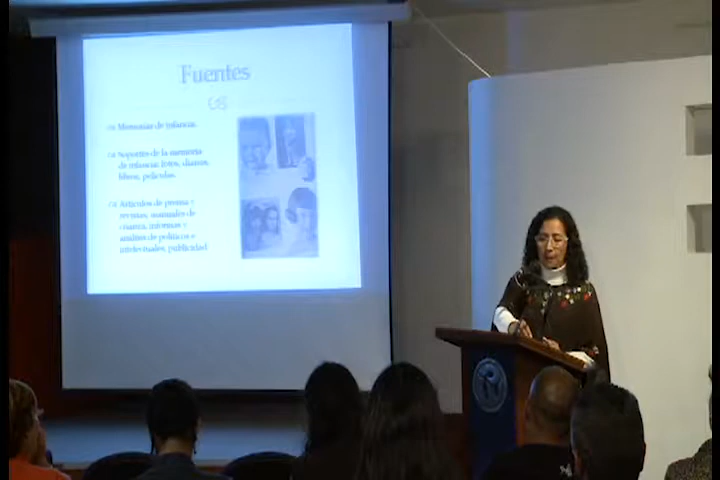 Fuentes
Memorias de infancia.
Soportes de la memoria
de infancia: fotos, diarios,
libros, películas.
Artículos de prensa y
revistas, manuales de
crianza, informes y
análisis de políticos e
intelectuales, publicidad